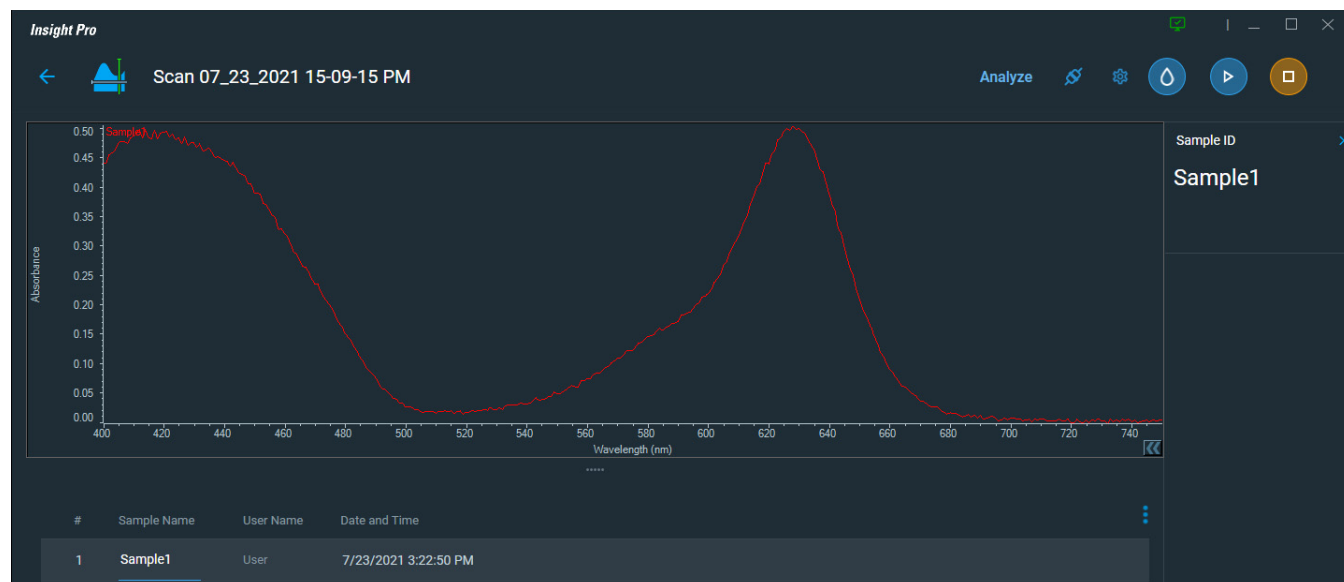 Insight Pro
Scan 07_23_2021 15-09-15 PM
Analyze
0.50
0.45
0.40
0.35
0.30
0.25
0.20
0.15
0.10
0.05
0.00
Absorbance
Sample1
400 420 440 460 480 500 520 540 560 580 600 620 640 660 680 700 720 740
Wavelength (nm)
Sample ID
Sample1
# Sample Name User Name Date and Time
1 Sample1 User 7/23/2021 3:22:50 PM